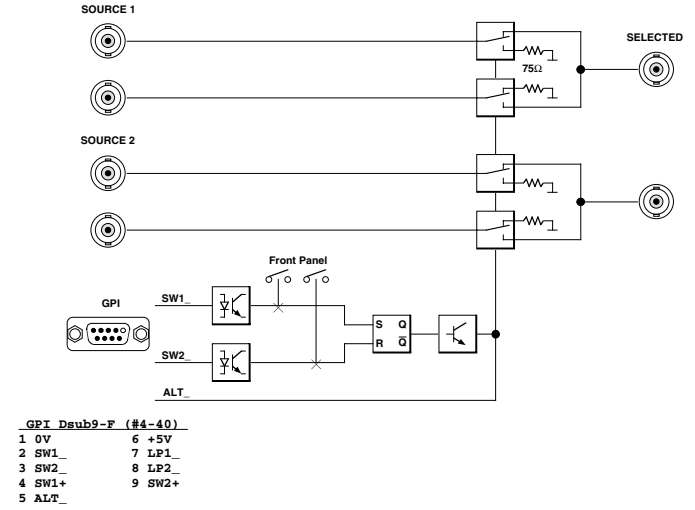 SOURCE 1
SELECTED
75Ω
SOURCE 2
Front Panel
GPI
SW1_
S Q
R Q̅
SW2_
ALT_
GPI Dsub9-F (#4-40)
1 0V 6 +5V
2 SW1_ 7 LP1_
3 SW2_ 8 LP2_
4 SW1+ 9 SW2+
5 ALT_